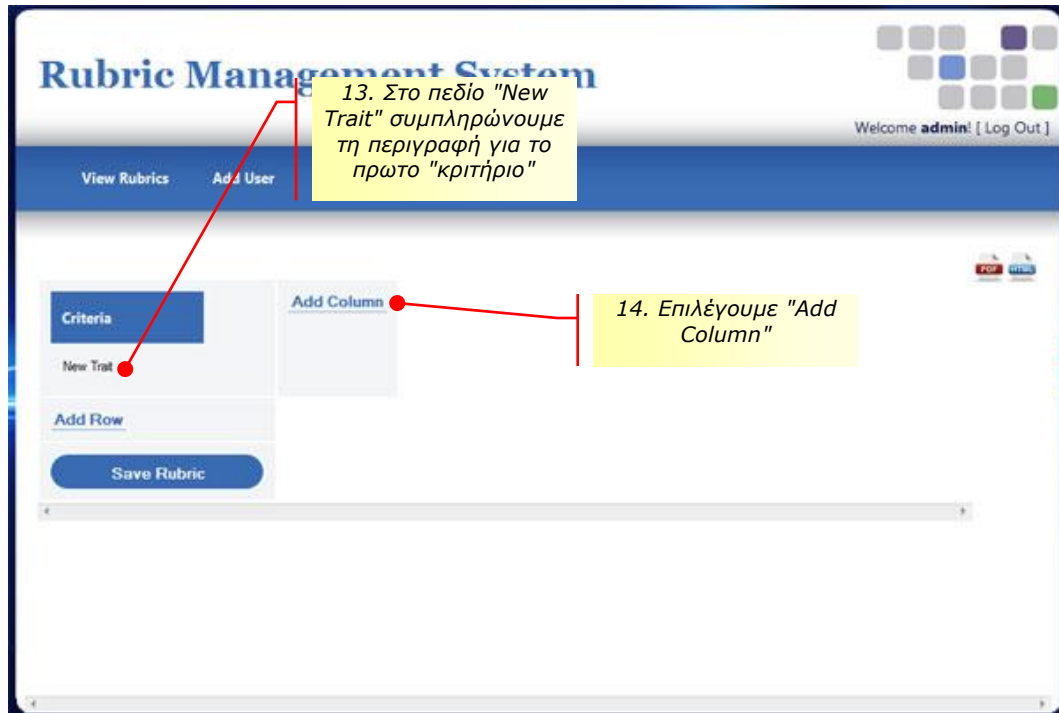 Rubric Management System
13. Στο πεδίο "New
Trait" συμπληρώνουμε
τη περιγραφή για το
πρωτο "κριτήριο"
Welcome admin! [ Log Out ]
View Rubrics Add User
PDF HTML
Criteria
Add Column
14. Επιλέγουμε "Add
Column"
New Trait
Add Row
Save Rubric